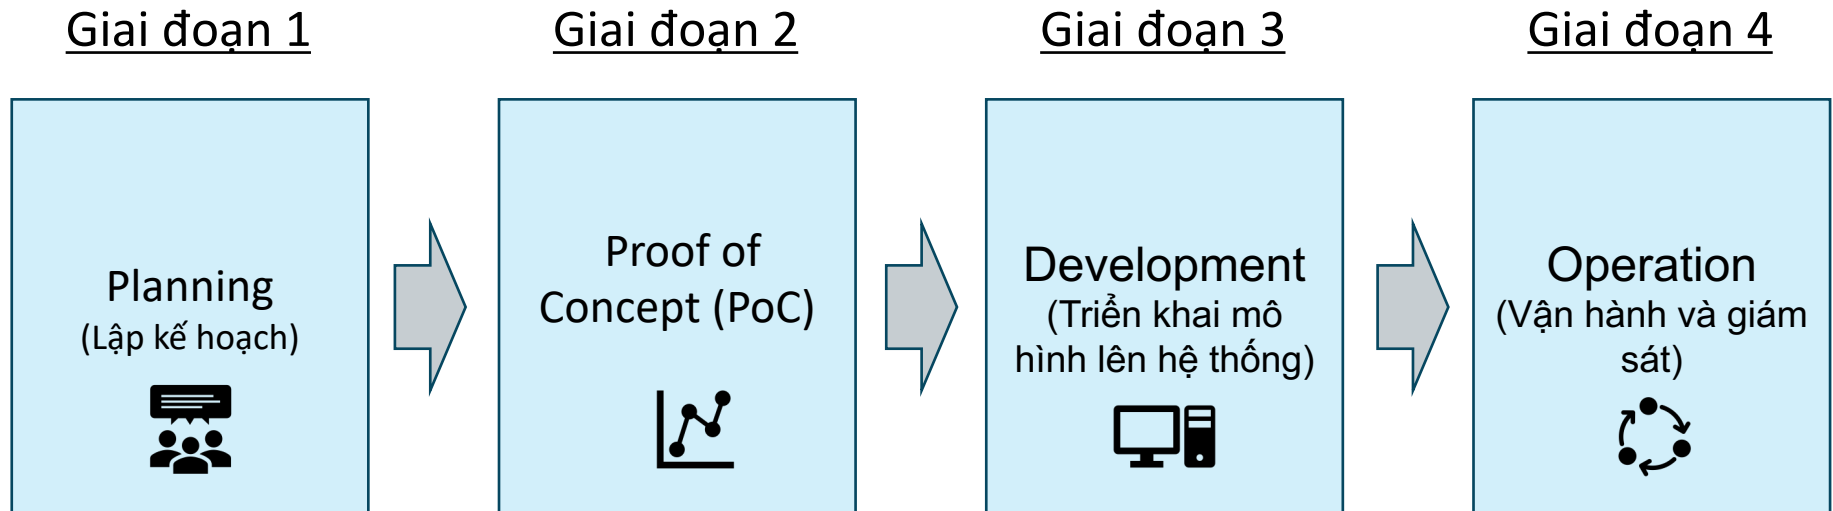 Giai đoạn 1
Giai đoạn 2
Giai đoạn 3
Giai đoạn 4
Planning
(Lập kế hoạch)
Proof of
Concept (PoC)
Development
(Triển khai mô
hình lên hệ thống)
Operation
(Vận hành và giám
sát)